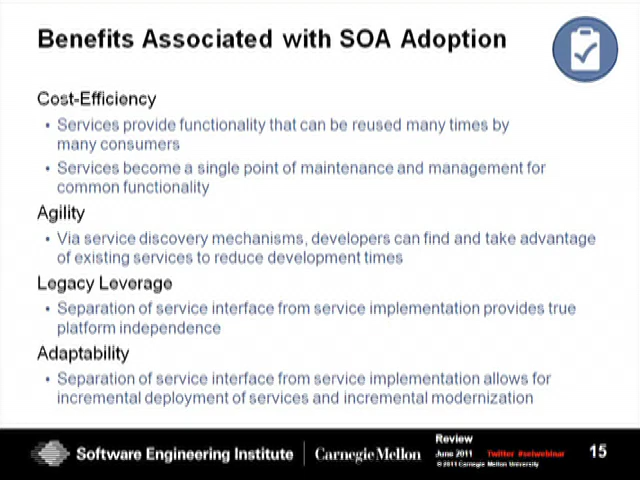 Benefits Associated with SOA Adoption
Cost-Efficiency
• Services provide functionality that can be reused many times by
many consumers
• Services become a single point of maintenance and management for
common functionality
Agility
• Via service discovery mechanisms, developers can find and take advantage
of existing services to reduce development times
Legacy Leverage
• Separation of service interface from service implementation provides true
platform independence
Adaptability
• Separation of service interface from service implementation allows for
incremental deployment of services and incremental modernization
Software Engineering Institute
Carnegie Mellon
Review
June 2011
Twitter #seiwebinar
© 2011 Carnegie Mellon University
15